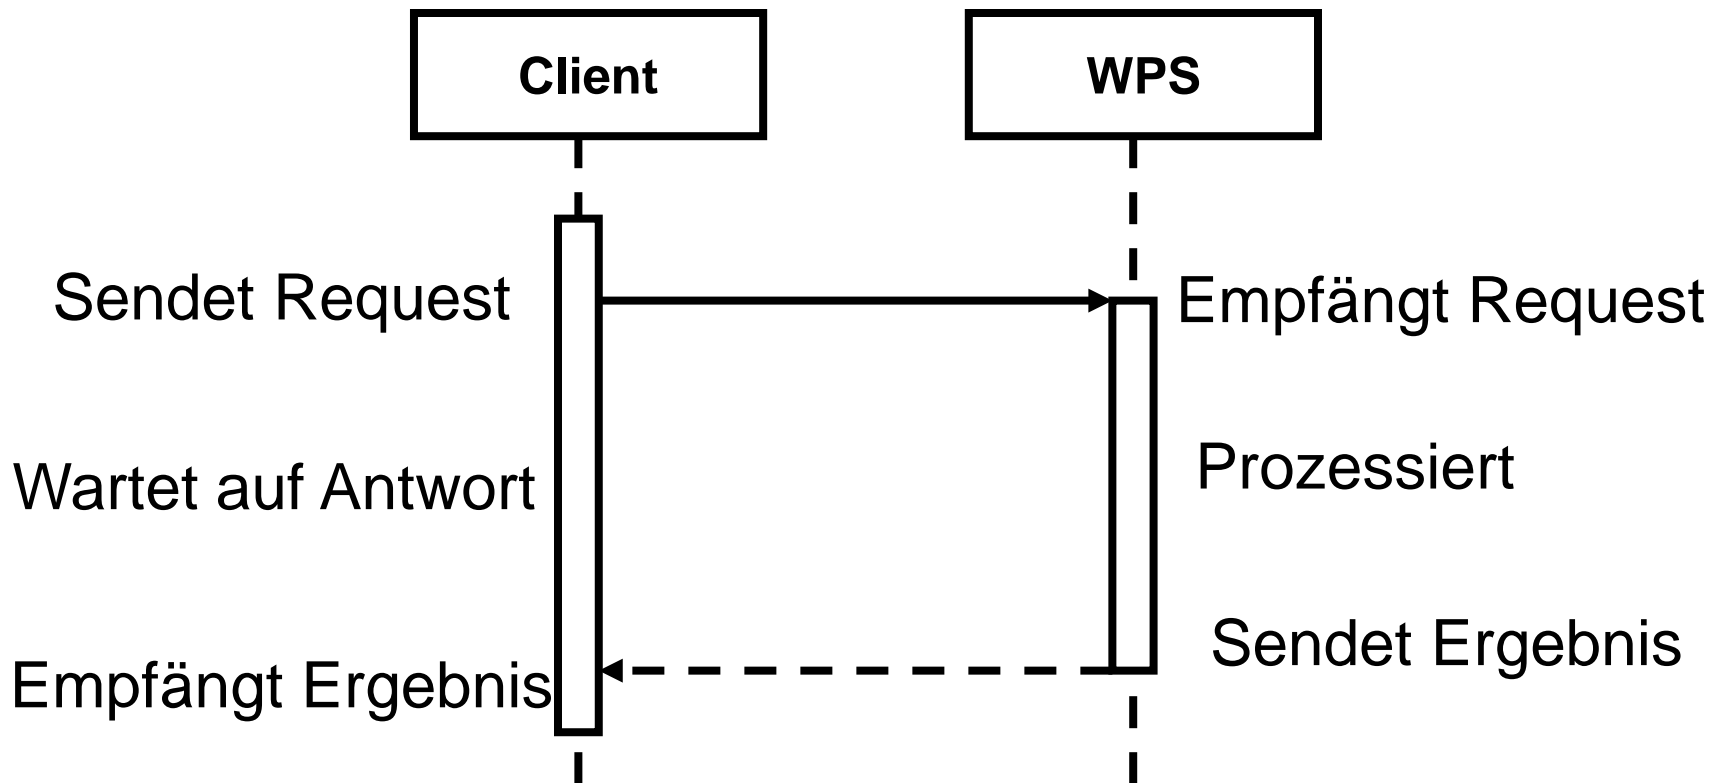 Client
WPS
Sendet Request
Empfängt Request
Wartet auf Antwort
Prozessiert
Sendet Ergebnis
Empfängt Ergebnis